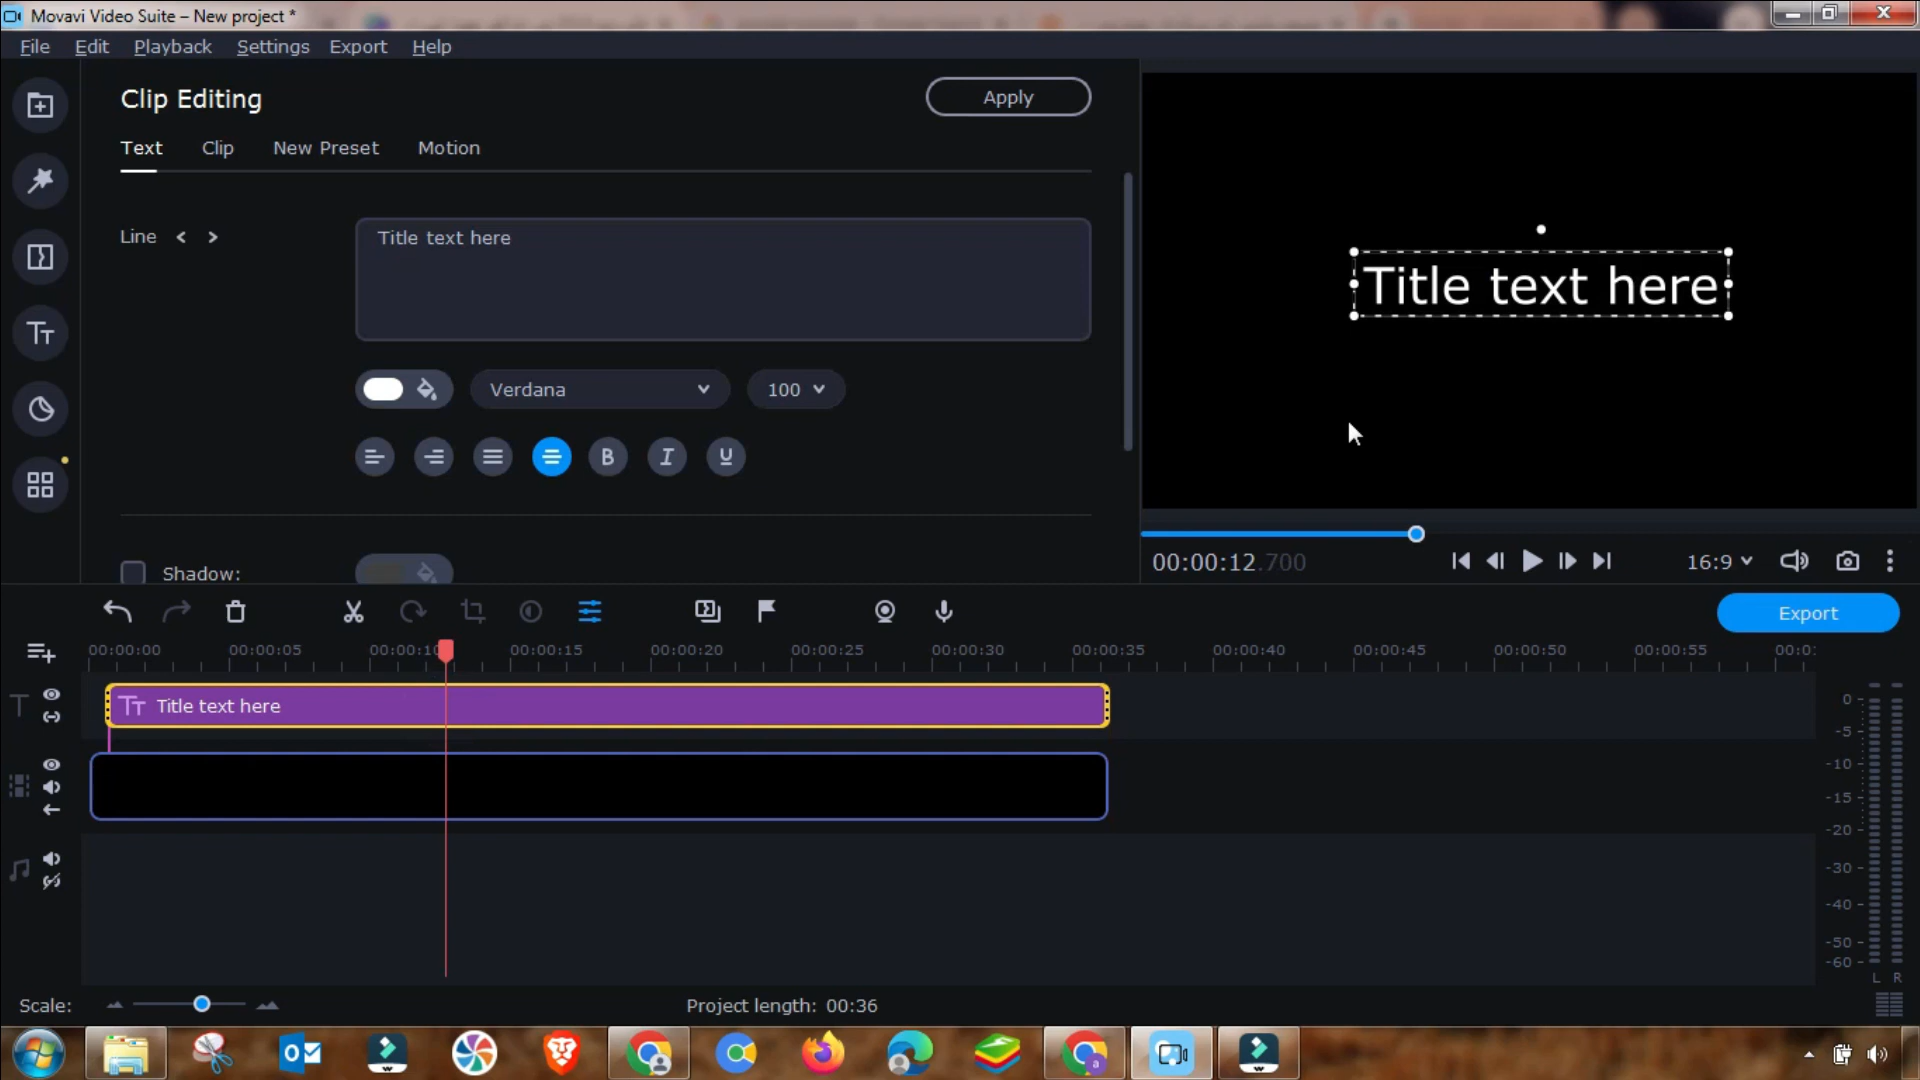 Movavi Video Suite – New project *
File Edit Playback Settings Export Help
Clip Editing
Apply
Text Clip New Preset Motion
Line < >
Title text here
Verdana
100
B I U
Shadow:
Title text here
00:00:12.700
16:9
Export
00:00:00 00:00:05 00:00:10 00:00:15 00:00:20 00:00:25 00:00:30 00:00:35 00:00:40 00:00:45 00:00:50 00:00:55 00:0
Title text here
0
-5
-10
-15
-20
-30
-40
-50
-60
L R
Scale:
Project length: 00:36